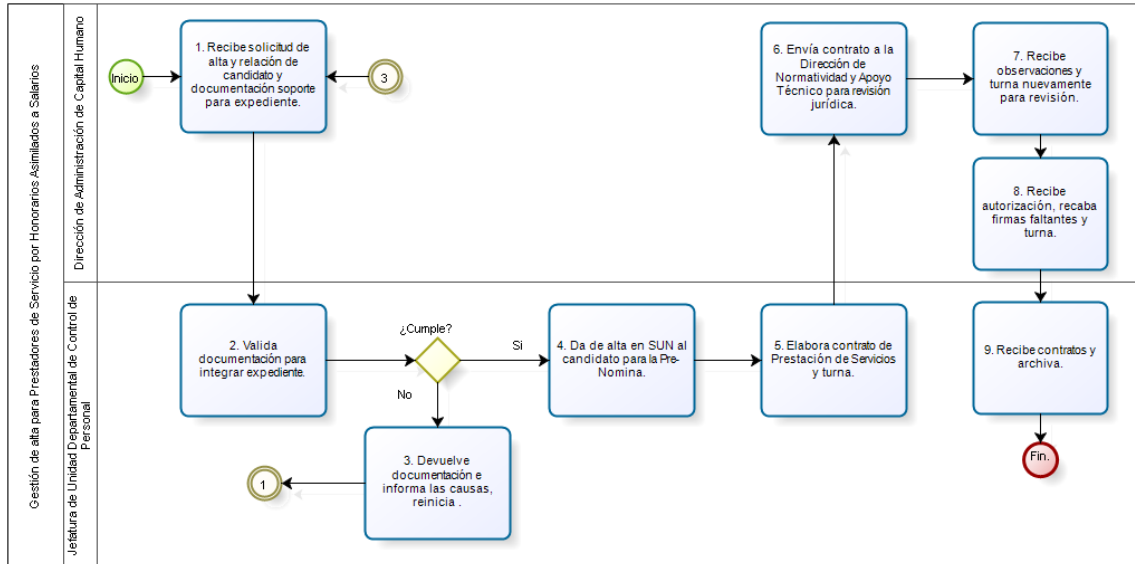 Gestión de alta para Prestadores de Servicio por Honorarios Asimilados a Salarios
Dirección de Administración de Capital Humano
Inicio
1. Recibe solicitud de
alta y relación de
candidato y
documentación soporte
para expediente.
3
6. Envía contrato a la
Dirección de
Normatividad y Apoyo
Técnico para revisión
jurídica.
7. Recibe
observaciones y
turna nuevamente
para revisión.
8. Recibe
autorización, recaba
firmas faltantes y
turna.
Jefatura de Unidad Departamental de Control de
Personal
2. Valida
documentación para
integrar expediente.
¿Cumple?
Si
No
4. Da de alta en SUN al
candidato para la Pre-
Nomina.
5. Elabora contrato de
Prestación de Servicios
y turna.
9. Recibe contratos y
archiva.
3. Devuelve
documentación e
informa las causas,
reinicia .
1
Fin.